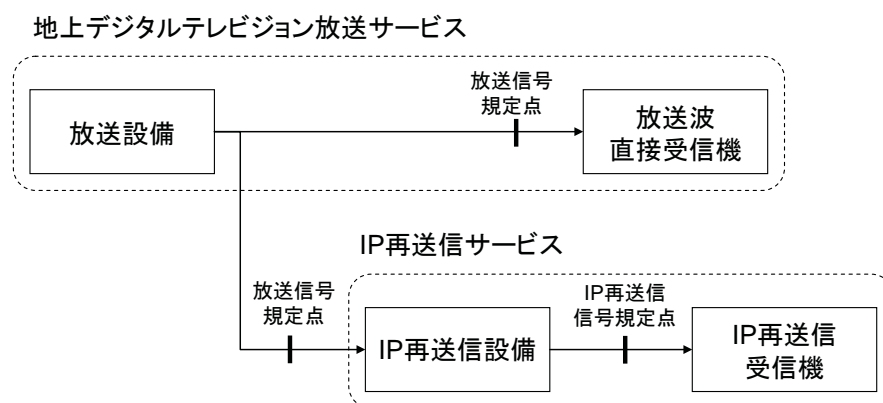 地上デジタルテレビジョン放送サービス
放送信号
規定点
放送設備
放送波
直接受信機
IP再送信サービス
放送信号
規定点
IP再送信
信号規定点
IP再送信設備
IP再送信
受信機